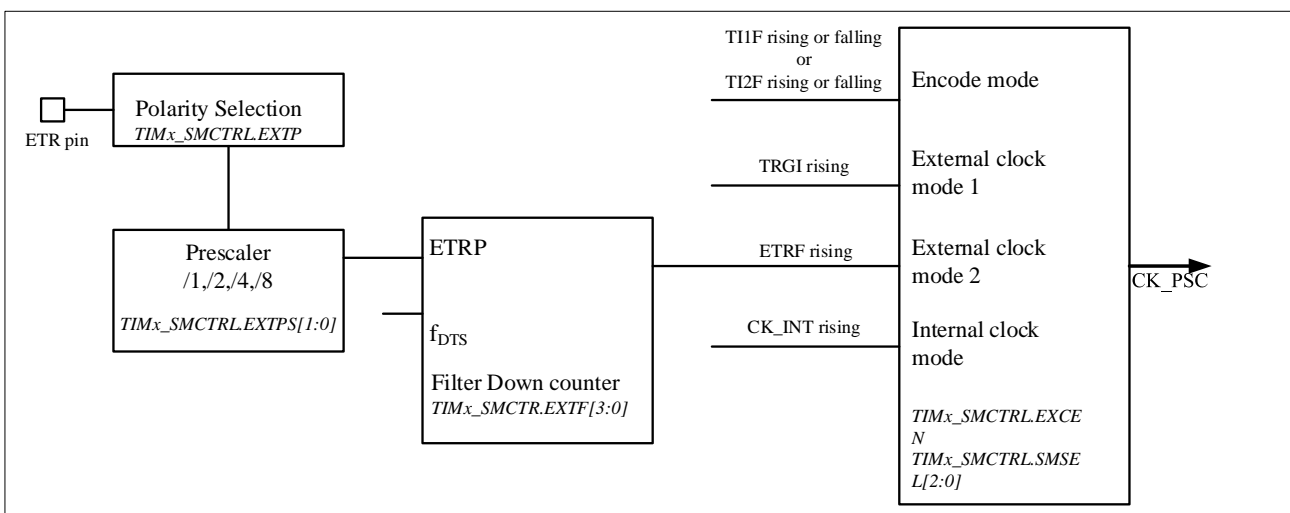 ETR pin
Polarity Selection
TIMx_SMCTRL.EXTP
Prescaler
/1,/2,/4,/8
TIMx_SMCTRL.EXTPS[1:0]
ETRP
fDTS
Filter Down counter
TIMx_SMCTR.EXTF[3:0]
TI1F rising or falling
or
TI2F rising or falling
TRGI rising
ETRF rising
CK_INT rising
Encode mode
External clock
mode 1
External clock
mode 2
Internal clock
mode
TIMx_SMCTRL.EXCE
N
TIMx_SMCTRL.SMSE
L[2:0]
CK_PSC